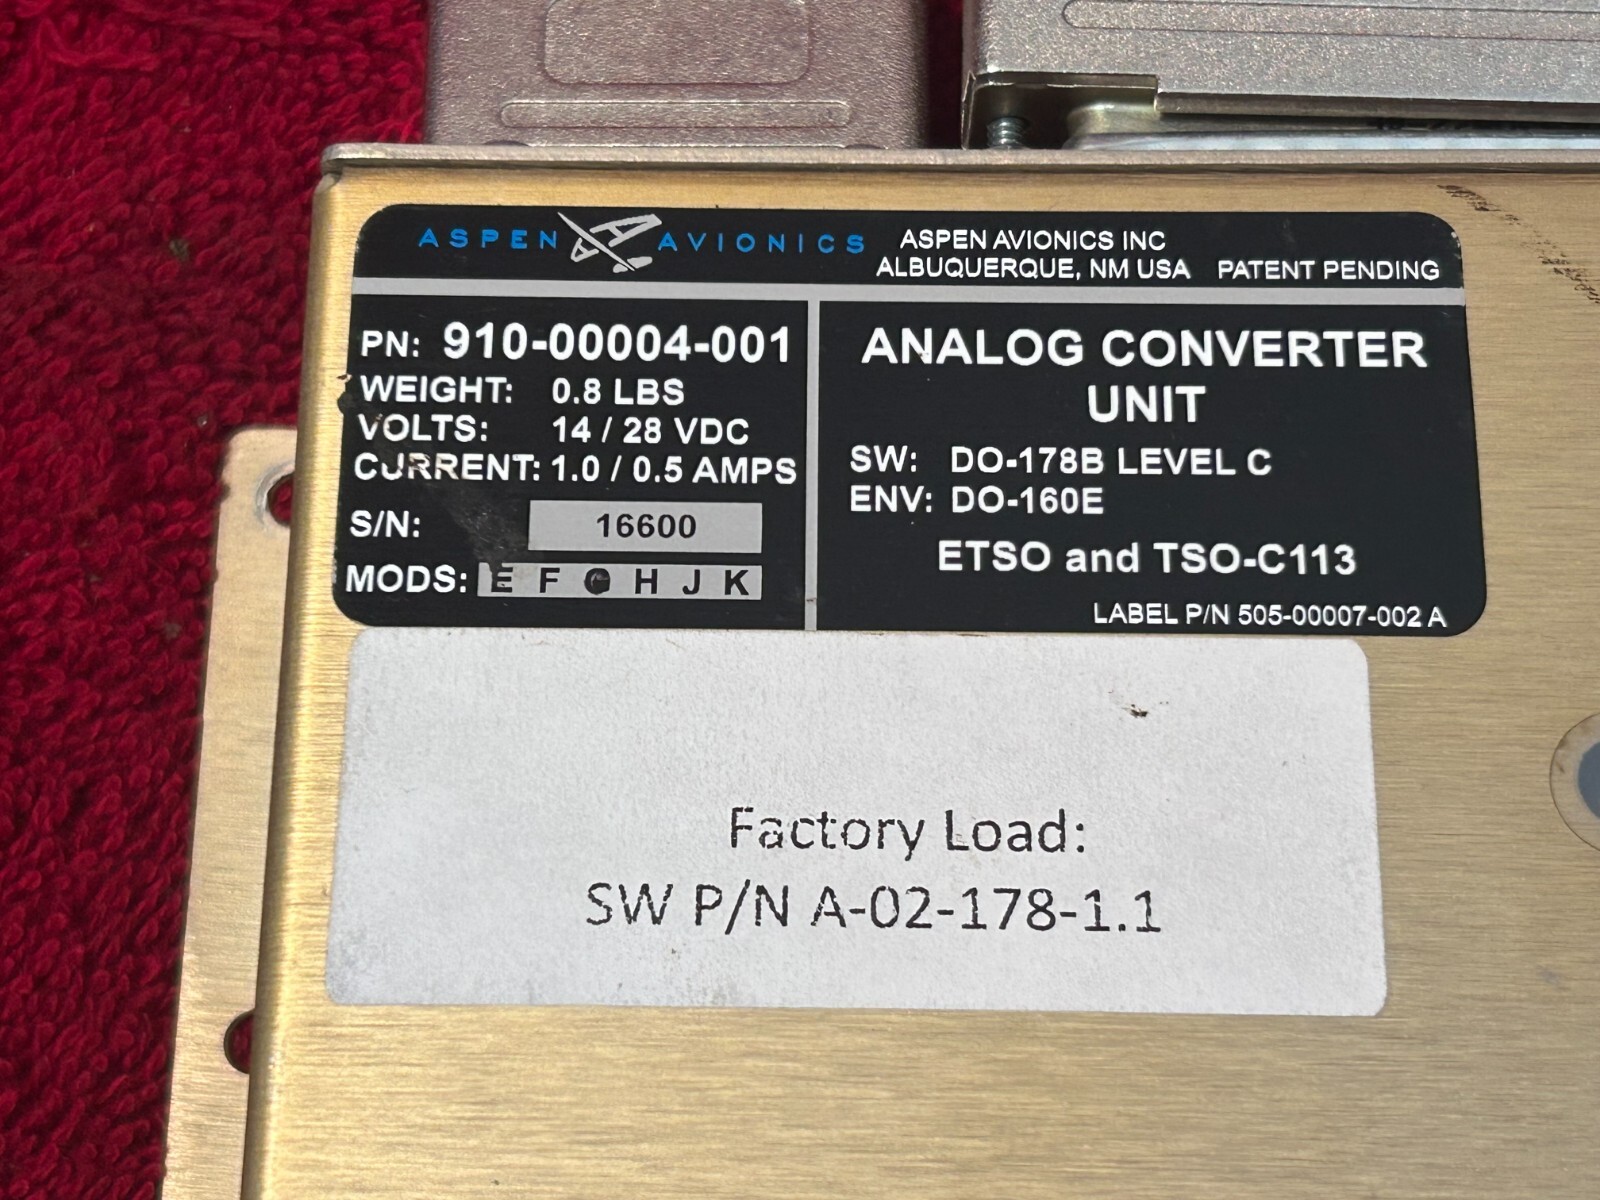 ASPEN AVIONICS
ASPEN AVIONICS INC
ALBUQUERQUE, NM USA PATENT PENDING
PN: 910-00004-001
WEIGHT: 0.8 LBS
VOLTS: 14 / 28 VDC
CURRENT: 1.0 / 0.5 AMPS
S/N: 16600
MODS: E F G H J K
ANALOG CONVERTER
UNIT
SW: DO-178B LEVEL C
ENV: DO-160E
ETSO and TSO-C113
LABEL P/N 505-00007-002 A
Factory Load:
SW P/N A-02-178-1.1